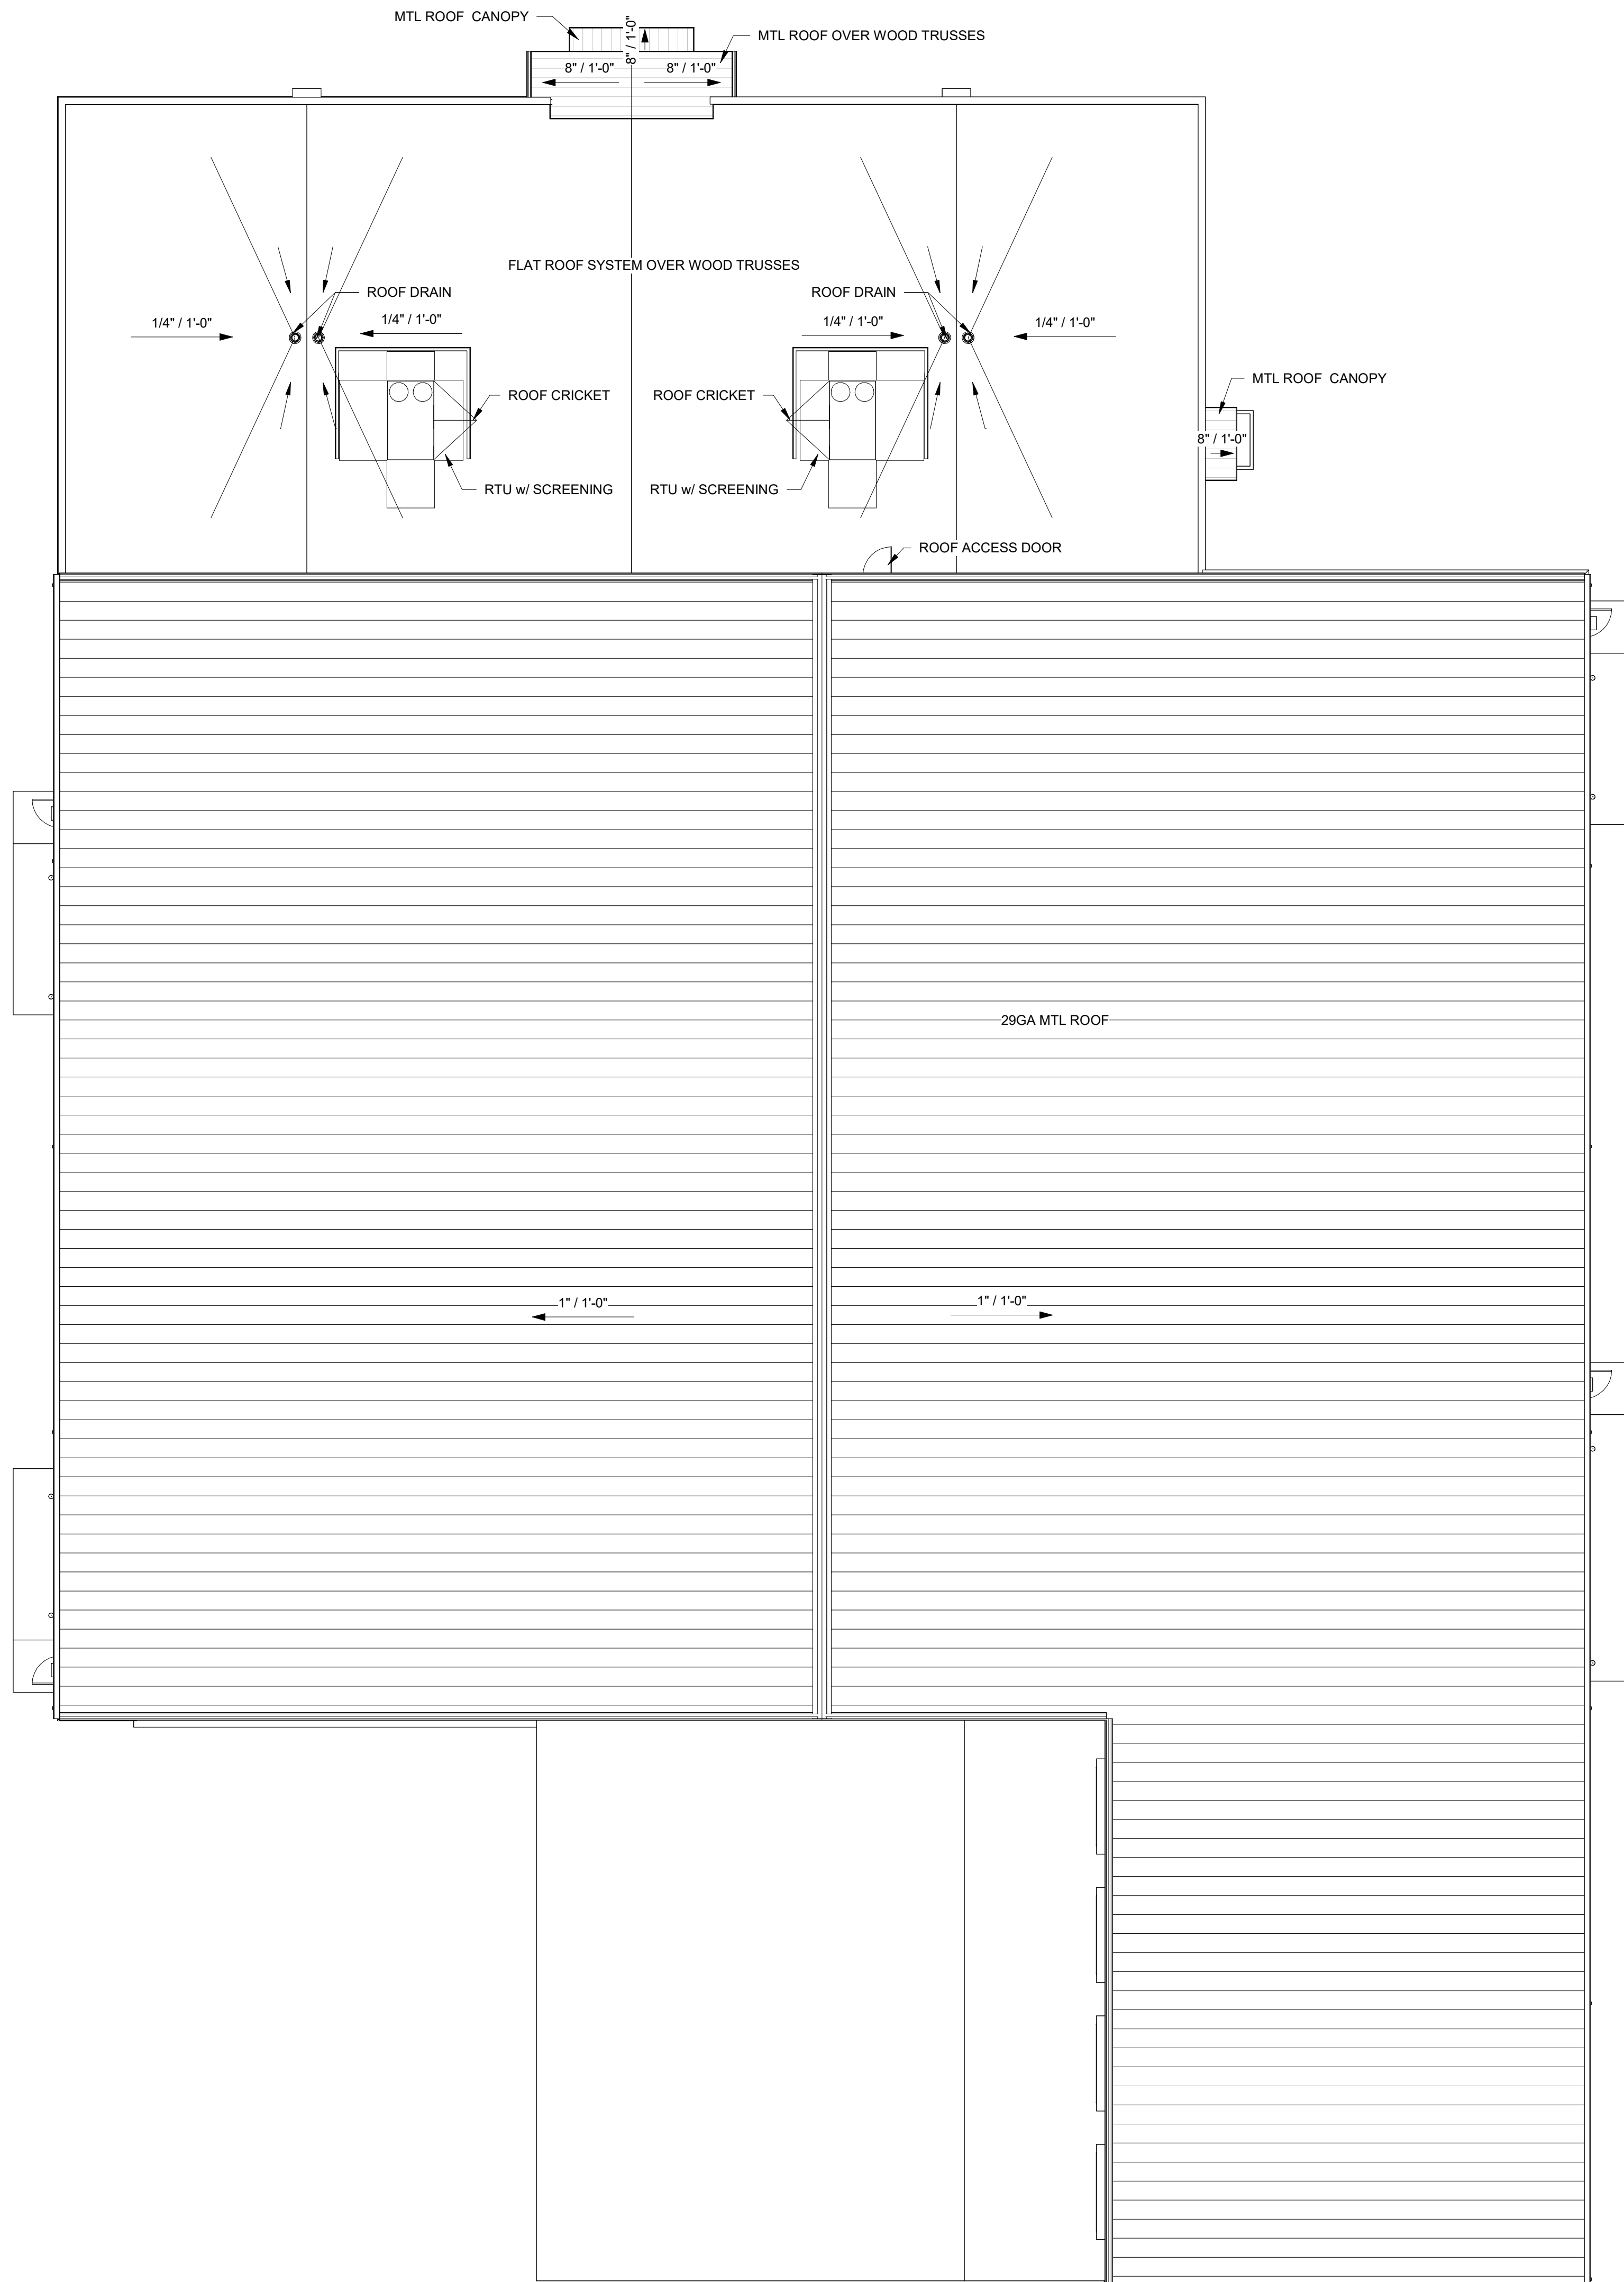 MTL ROOF CANOPY
8" / 1'-0"
MTL ROOF OVER WOOD TRUSSES
8" / 1'-0"
8" / 1'-0"
FLAT ROOF SYSTEM OVER WOOD TRUSSES
ROOF DRAIN
ROOF DRAIN
1/4" / 1'-0"
1/4" / 1'-0"
1/4" / 1'-0"
1/4" / 1'-0"
MTL ROOF CANOPY
ROOF CRICKET
ROOF CRICKET
8" / 1'-0"
RTU w/ SCREENING
RTU w/ SCREENING
ROOF ACCESS DOOR
29GA MTL ROOF
1" / 1'-0"
1" / 1'-0"